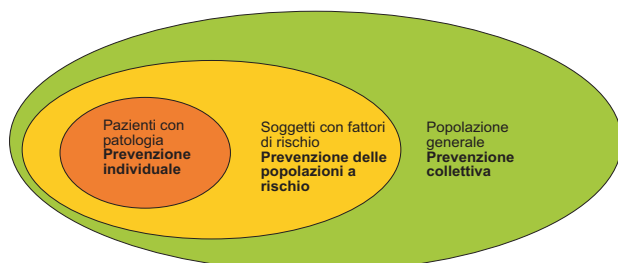 Pazienti con
patologia
Prevenzione
individuale
Soggetti con fattori
di rischio
Prevenzione delle
popolazioni a
rischio
Popolazione
generale
Prevenzione
collettiva